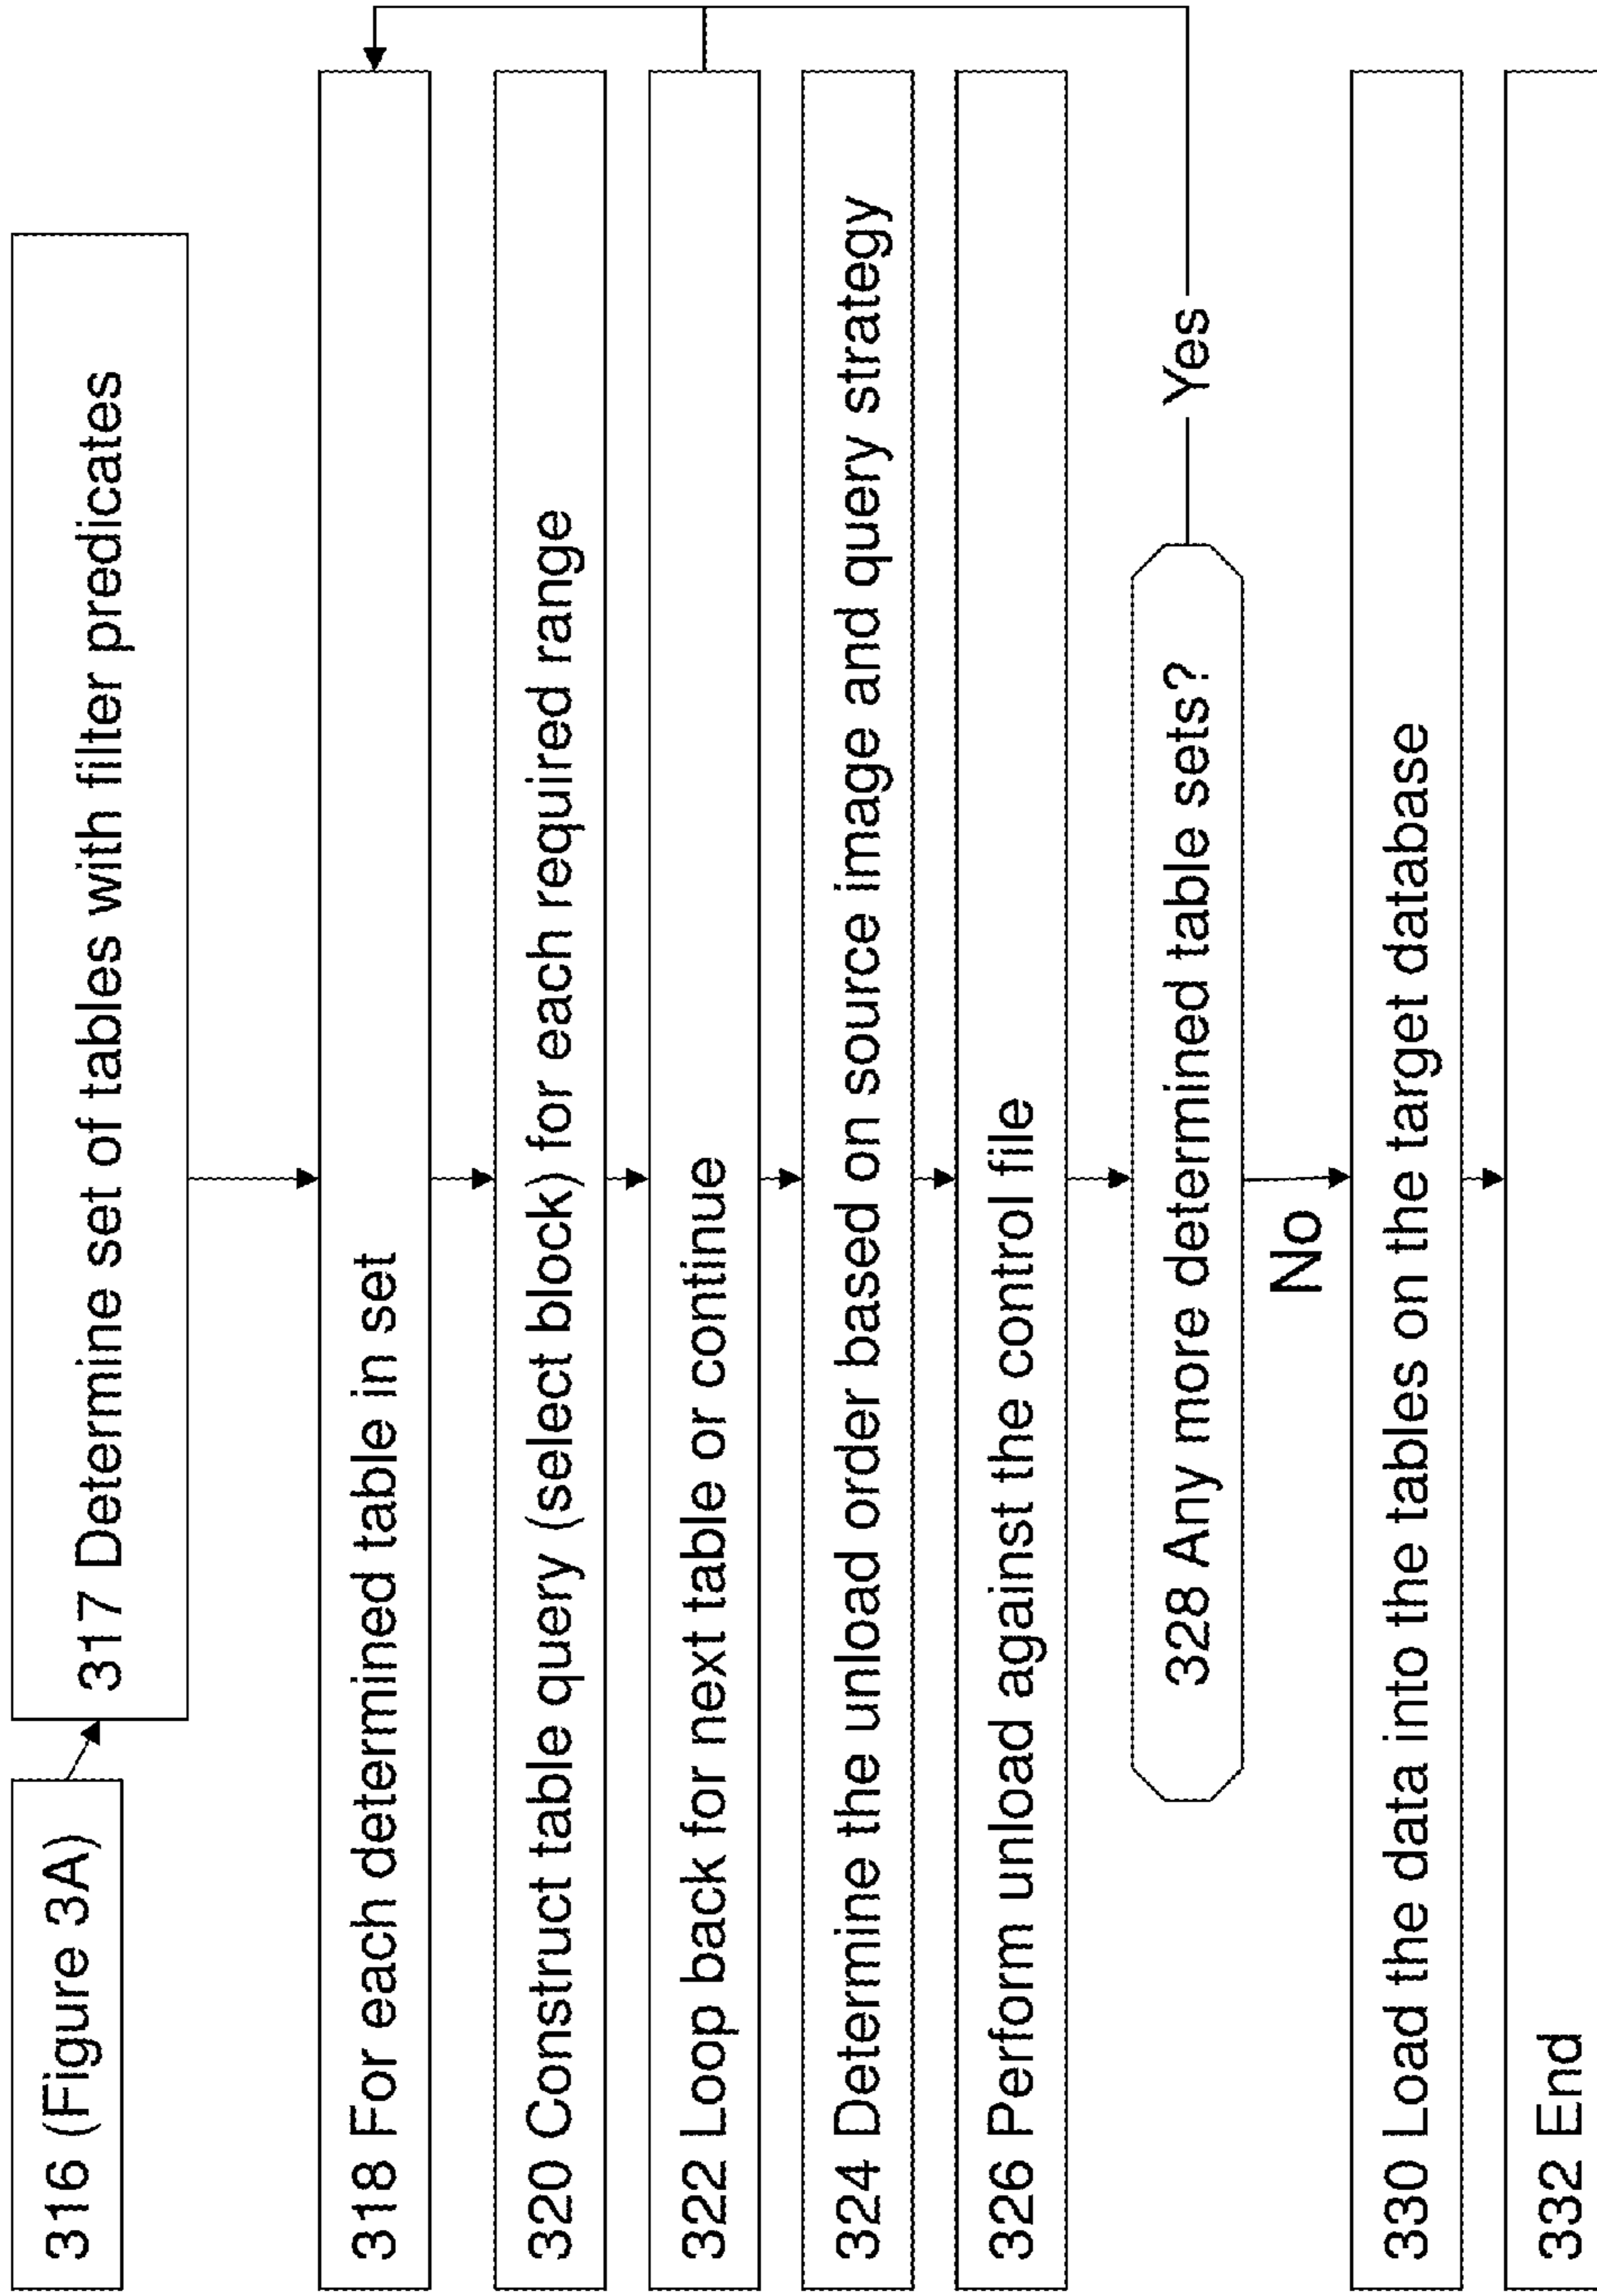 316 (Figure 3A)
317 Determine set of tables with filter predicates
318 For each determined table in set
320 Construct table query (select block) for each required range
322 Loop back for next table or continue
324 Determine the unload order based on source image and query strategy
326 Perform unload against the control file
328 Any more determined table sets?
Yes
No
330 Load the data into the tables on the target database
332 End